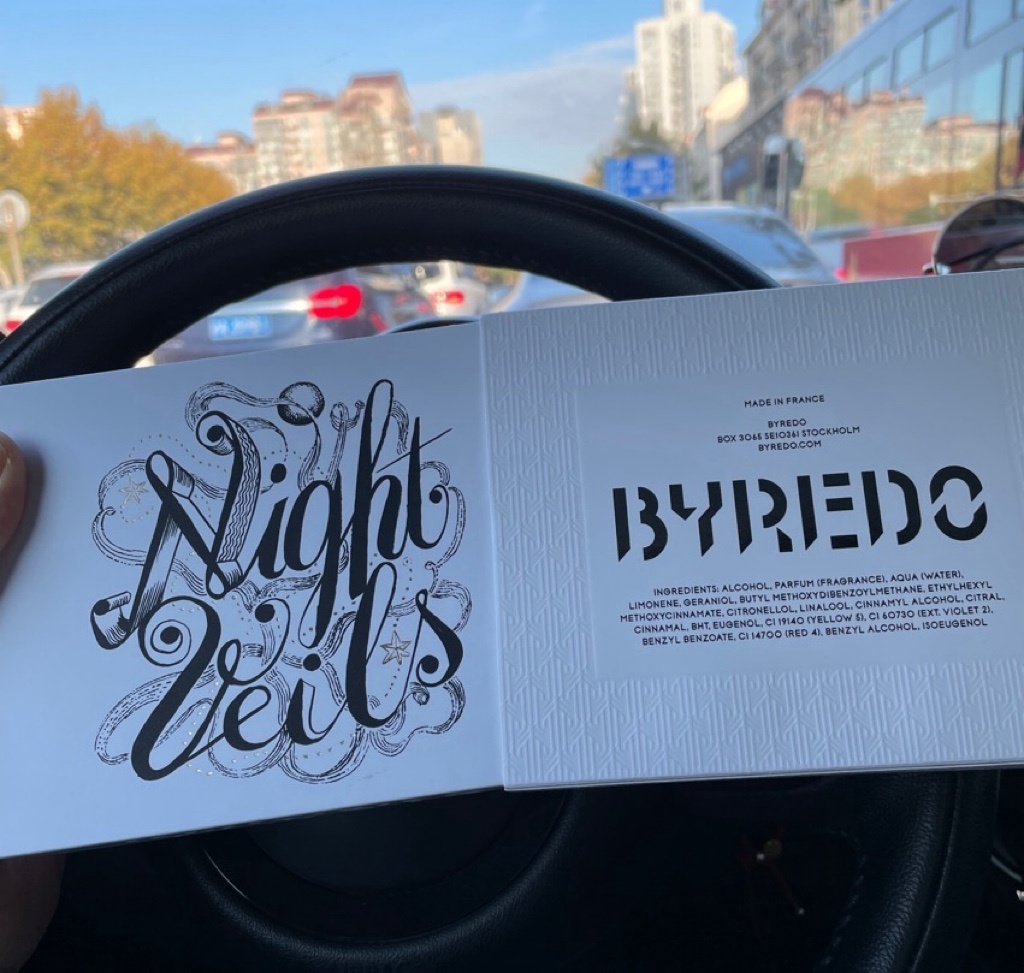 Night
Veils
MADE IN FRANCE
BYREDO
BOX 3065 SE10361 STOCKHOLM
BYREDO.COM
BYREDO
INGREDIENTS: ALCOHOL, PARFUM (FRAGRANCE), AQUA (WATER),
LIMONENE, GERANIOL, BUTYL METHOXYDIBENZOYLMETHANE, ETHYLHEXYL
METHOXYCINNAMATE, CITRONELLOL, LINALOOL, CINNAMYL ALCOHOL, CITRAL,
CINNAMAL, BHT, EUGENOL, CI 19140 (YELLOW 5), CI 60730 (EXT. VIOLET 2),
BENZYL BENZOATE, CI 14700 (RED 4), BENZYL ALCOHOL, ISOEUGENOL